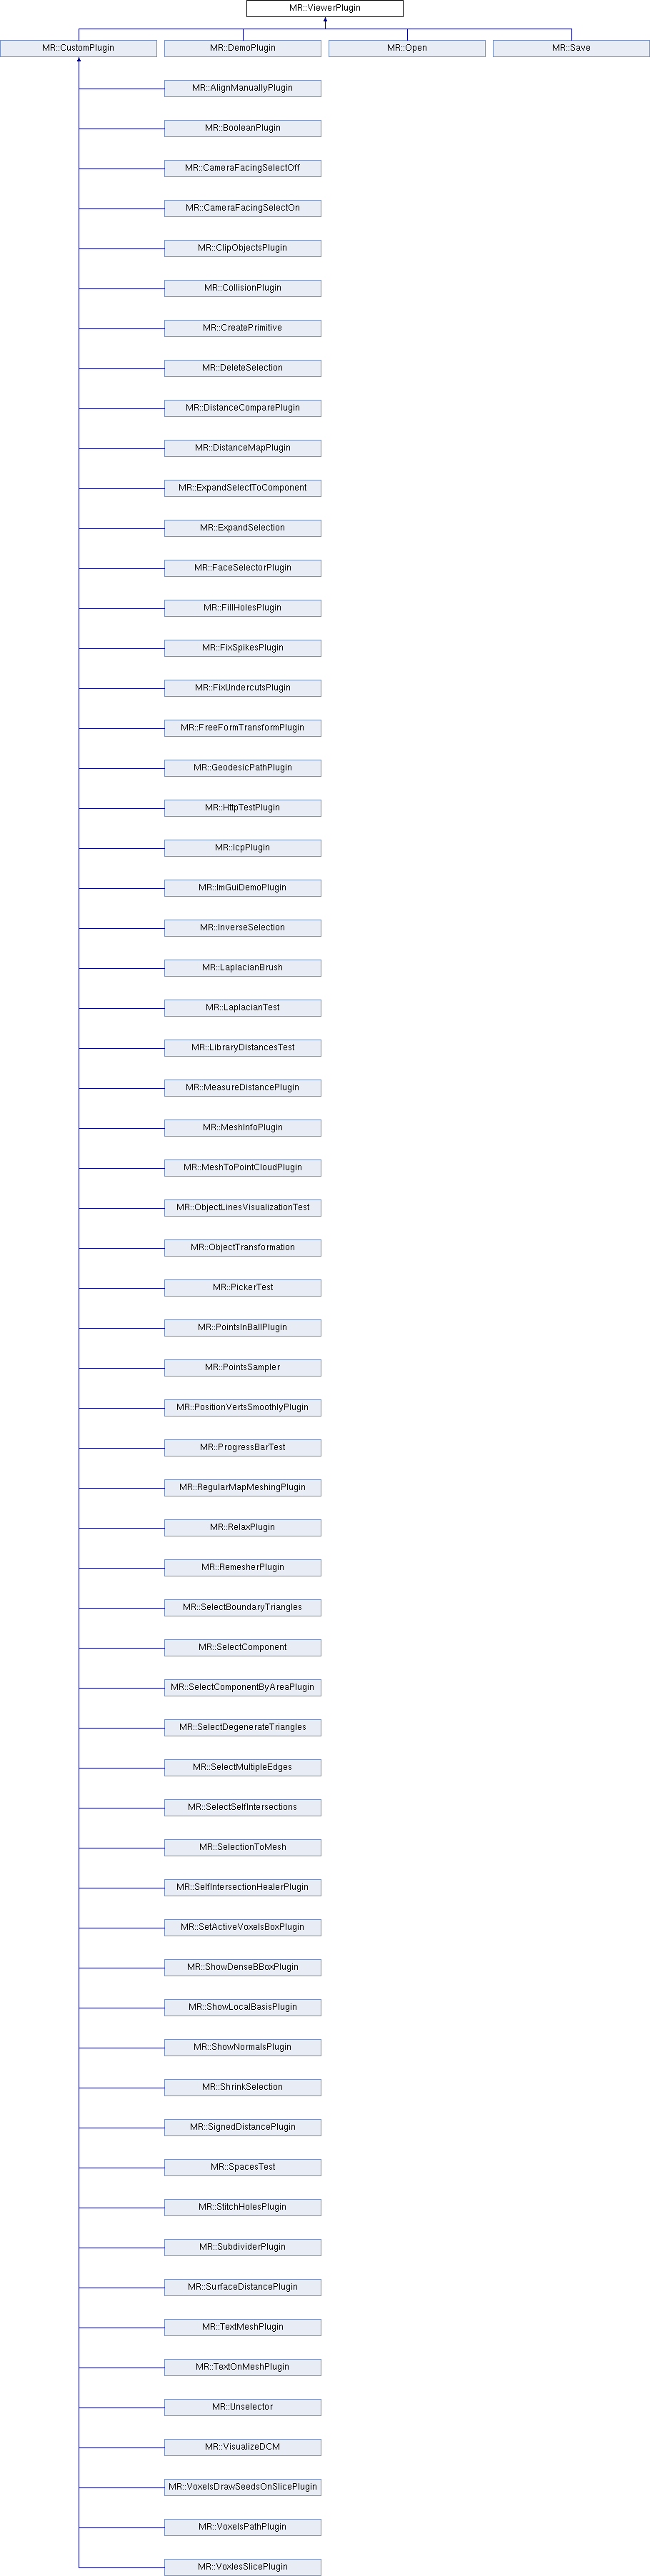 MR::ViewerPlugin
MR::CustomPlugin
MR::DemoPlugin
MR::Open
MR::Save
MR::AlignManuallyPlugin
MR::BooleanPlugin
MR::CameraFacingSelectOff
MR::CameraFacingSelectOn
MR::ClipObjectsPlugin
MR::CollisionPlugin
MR::CreatePrimitive
MR::DeleteSelection
MR::DistanceComparePlugin
MR::DistanceMapPlugin
MR::ExpandSelectToComponent
MR::ExpandSelection
MR::FaceSelectorPlugin
MR::FillHolesPlugin
MR::FixSpikesPlugin
MR::FixUndercutsPlugin
MR::FreeFormTransformPlugin
MR::GeodesicPathPlugin
MR::HttpTestPlugin
MR::IcpPlugin
MR::ImGuiDemoPlugin
MR::InverseSelection
MR::LaplacianBrush
MR::LaplacianTest
MR::LibraryDistancesTest
MR::MeasureDistancePlugin
MR::MeshInfoPlugin
MR::MeshToPointCloudPlugin
MR::ObjectLinesVisualizationTest
MR::ObjectTransformation
MR::PickerTest
MR::PointsInBallPlugin
MR::PointsSampler
MR::PositionVertsSmoothlyPlugin
MR::ProgressBarTest
MR::RegularMapMeshingPlugin
MR::RelaxPlugin
MR::RemesherPlugin
MR::SelectBoundaryTriangles
MR::SelectComponent
MR::SelectComponentByAreaPlugin
MR::SelectDegenerateTriangles
MR::SelectMultipleEdges
MR::SelectSelfIntersections
MR::SelectionToMesh
MR::SelfIntersectionHealerPlugin
MR::SetActiveVoxelsBoxPlugin
MR::ShowDenseBBoxPlugin
MR::ShowLocalBasisPlugin
MR::ShowNormalsPlugin
MR::ShrinkSelection
MR::SignedDistancePlugin
MR::SpacesTest
MR::StitchHolesPlugin
MR::SubdividerPlugin
MR::SurfaceDistancePlugin
MR::TextMeshPlugin
MR::TextOnMeshPlugin
MR::Unselector
MR::VisualizeDCM
MR::VoxelsDrawSeedsOnSlicePlugin
MR::VoxelsPathPlugin
MR::VoxlesSlicePlugin